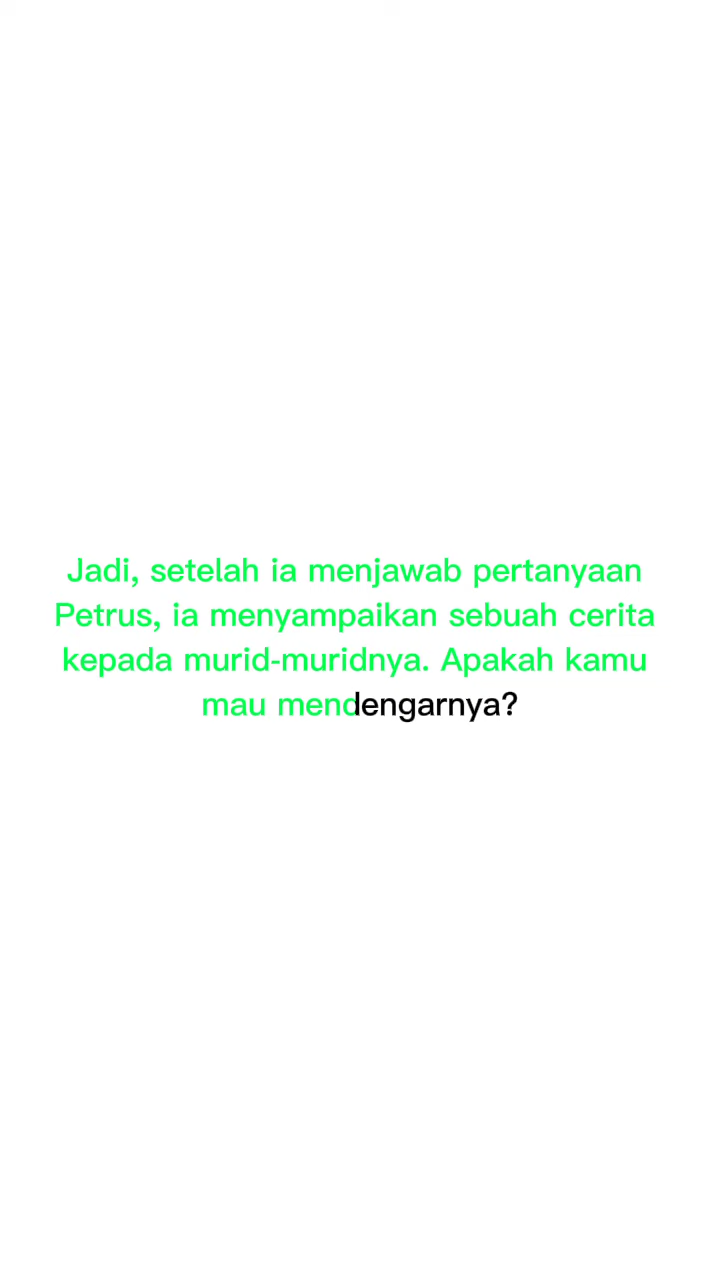 Jadi, setelah ia menjawab pertanyaan
Petrus, ia menyampaikan sebuah cerita
kepada murid-muridnya. Apakah kamu
mau mendengarnya?